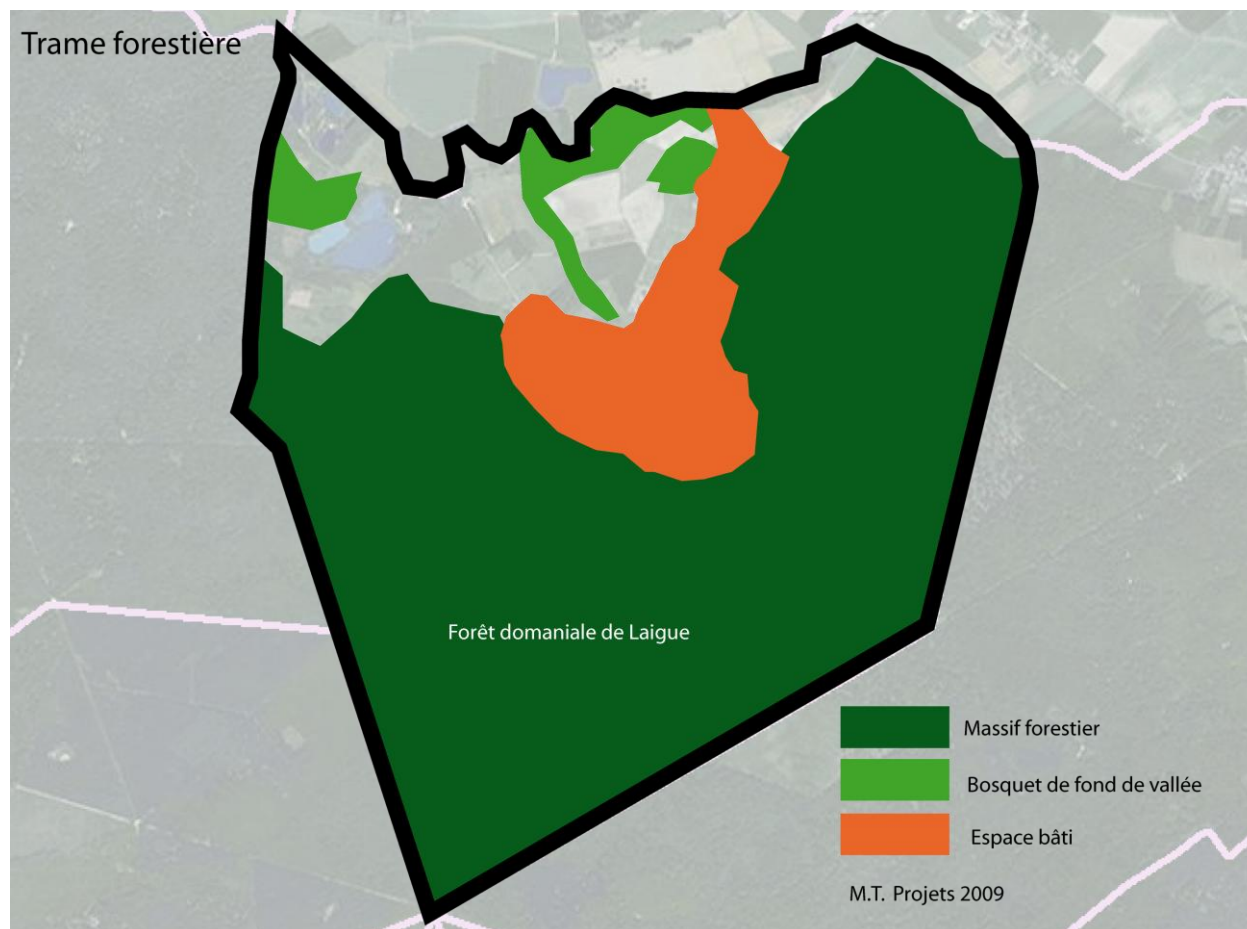 Trame forestière
Forêt domaniale de Laigue
Massif forestier
Bosquet de fond de vallée
Espace bâti
M.T. Projets 2009